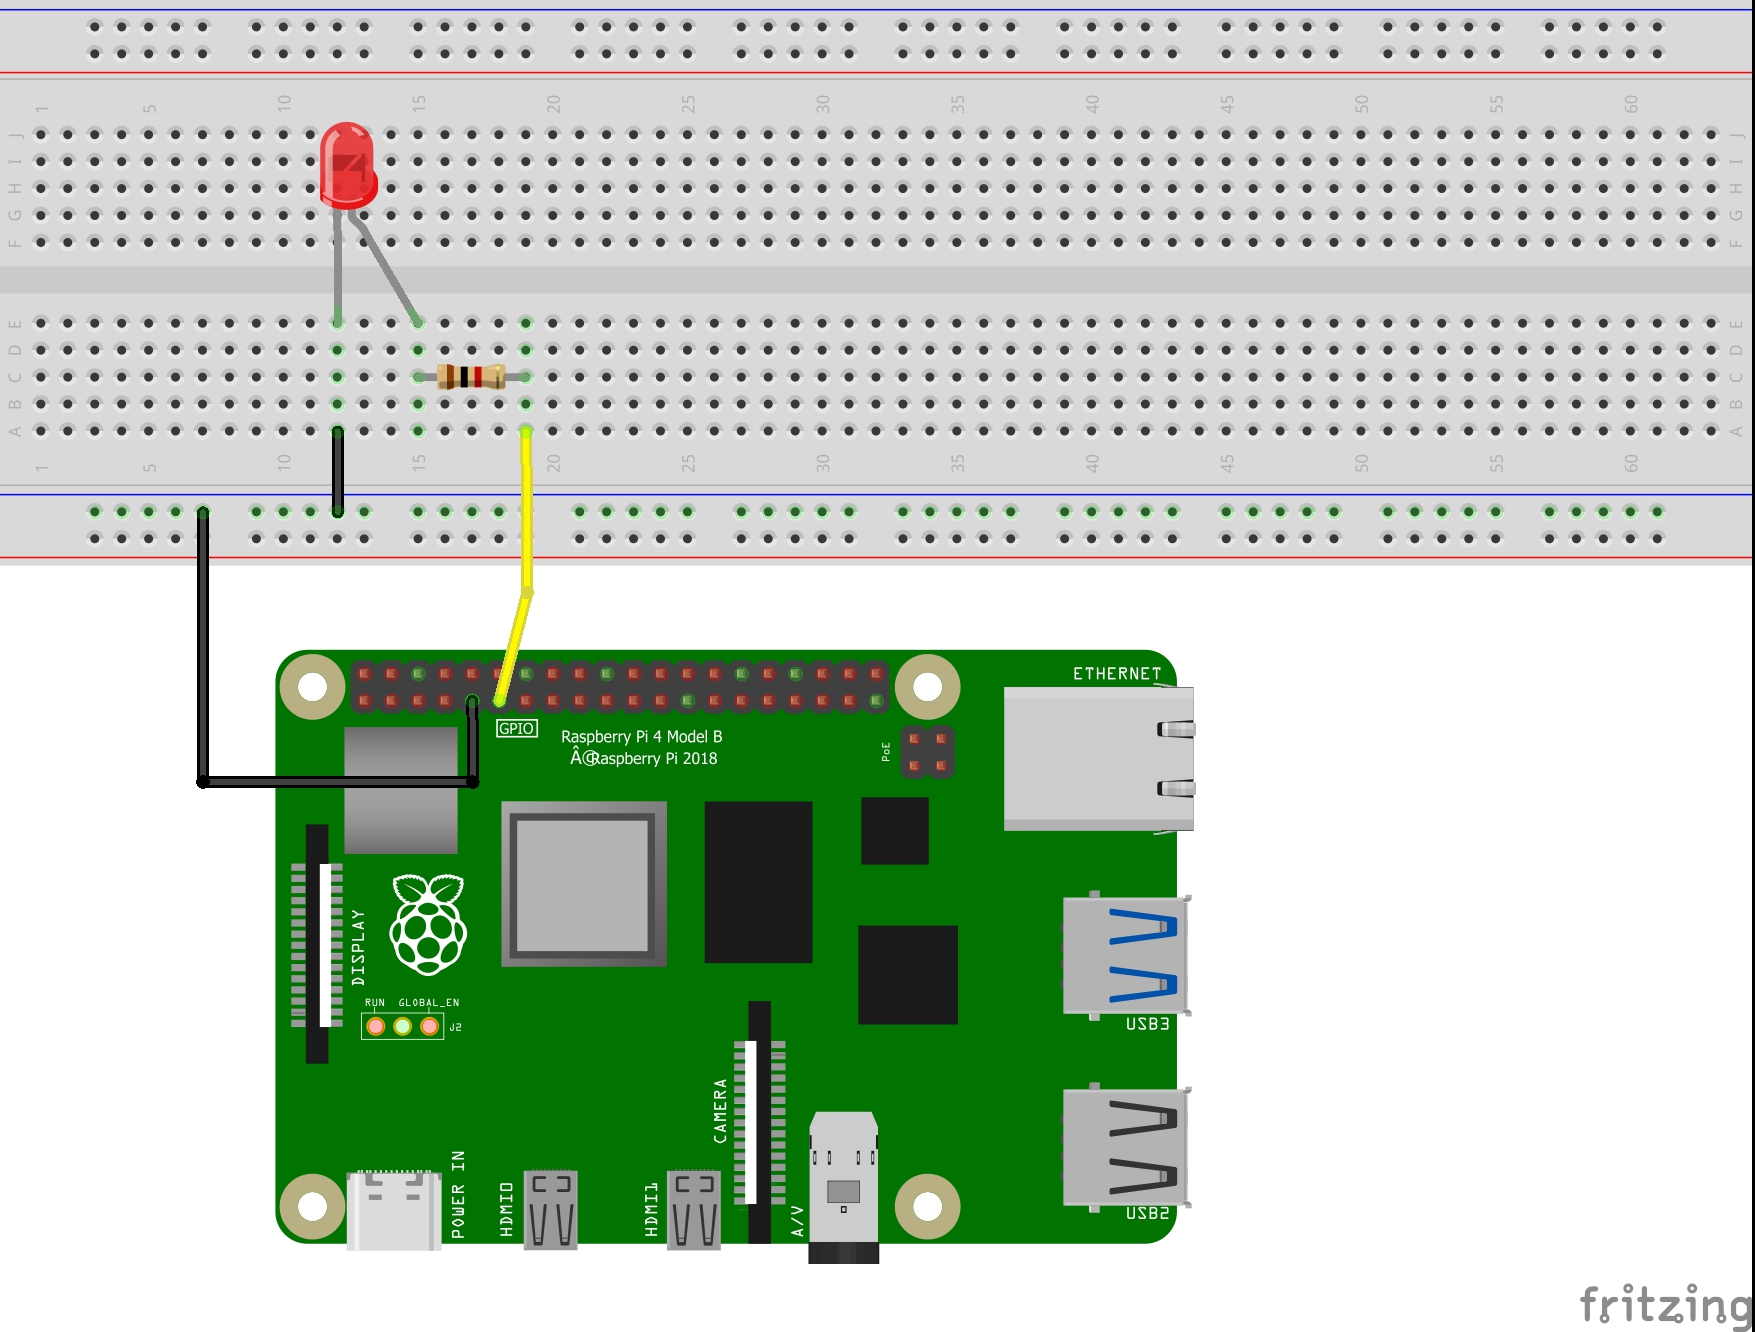 1 5 10 15 20 25 30 35 40 45 50 55 60
J J
I I
H H
G G
F F
E E
D D
C C
B B
A A
1 5 10 15 20 25 30 35 40 45 50 55 60
ETHERNET
GPIO
Raspberry Pi 4 Model B
Â©Raspberry Pi 2018
PoE
DISPLAY
RUN GLOBAL_EN
J2
USB3
CAMERA
POWER IN
HDMI0
HDMI1
A/V
USB2
fritzing